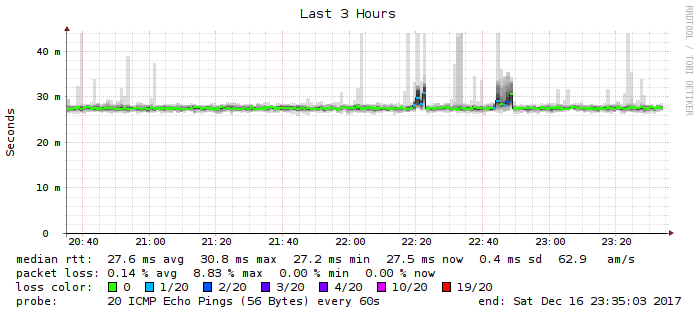 Last 3 Hours
RRDTOOL / TOBI OETIKER
Seconds
40 m
30 m
20 m
10 m
0
20:40 21:00 21:20 21:40 22:00 22:20 22:40 23:00 23:20
median rtt: 27.6 ms avg 30.8 ms max 27.2 ms min 27.5 ms now 0.4 ms sd 62.9 am/s
packet loss: 0.14 % avg 8.83 % max 0.00 % min 0.00 % now
loss color: 0 1/20 2/20 3/20 4/20 10/20 19/20
probe: 20 ICMP Echo Pings (56 Bytes) every 60s end: Sat Dec 16 23:35:03 2017